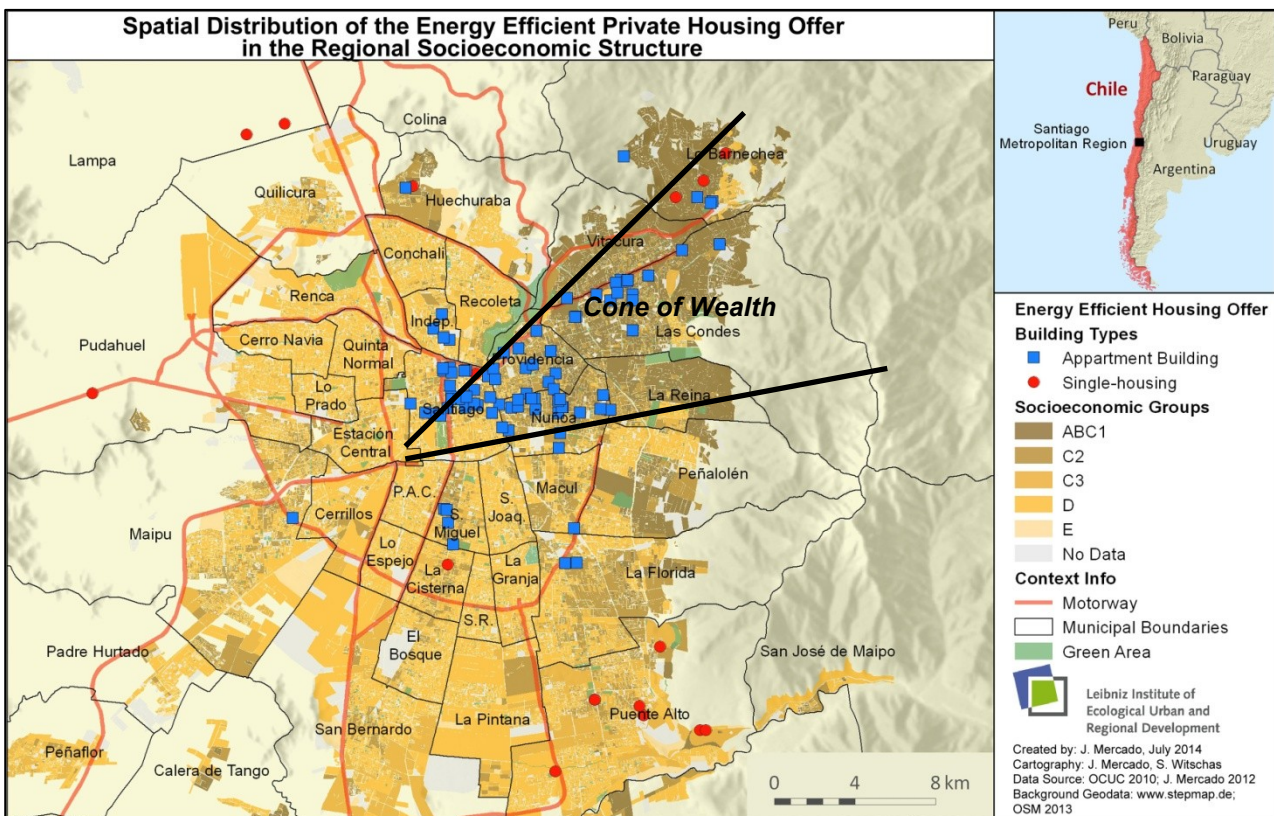 Spatial Distribution of the Energy Efficient Private Housing Offer
in the Regional Socioeconomic Structure
Colina
Lampa
Lo Barnechea
Quilicura
Huechuraba
Vitacura
Conchali
Renca
Recoleta
Indep.
Cone of Wealth
Las Condes
Cerro Navia
Quinta
Normal
Pudahuel
Providencia
Lo
Prado
La Reina
Santiago
Ñuñoa
Estación
Central
Peñalolén
P.A.C.
Macul
S.
Joaq.
Cerrillos
S.
Miguel
Maipu
Lo
Espejo
La
Granja
La Florida
La
Cisterna
S.R.
El
Bosque
Padre Hurtado
San José de Maipo
Puente Alto
La Pintana
San Bernardo
Peñaflor
Calera de Tango
0 4 8 km
Peru
Bolivia
Paraguay
Chile
Santiago
Metropolitan Region
Uruguay
Argentina
Energy Efficient Housing Offer
Building Types
Appartment Building
Single-housing
Socioeconomic Groups
ABC1
C2
C3
D
E
No Data
Context Info
Motorway
Municipal Boundaries
Green Area
Leibniz Institute of
Ecological Urban and
Regional Development
Created by: J. Mercado, July 2014
Cartography: J. Mercado, S. Witschas
Data Source: OCUC 2010; J. Mercado 2012
Background Geodata: www.stepmap.de;
OSM 2013